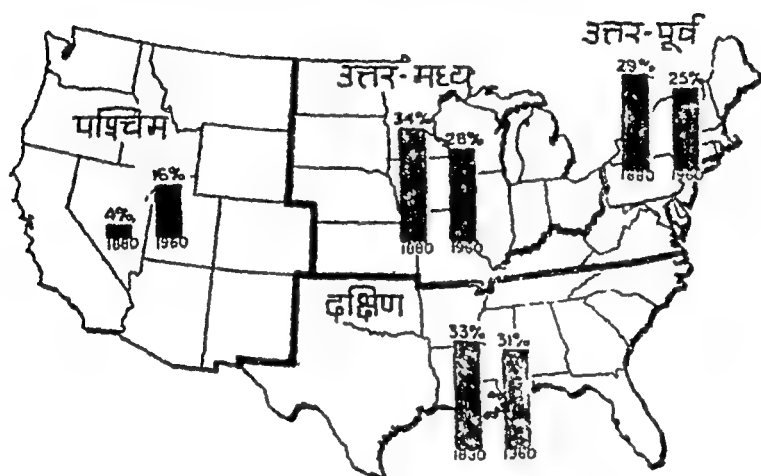 उत्तर-पूर्व
29% 25%
1880 1960
उत्तर-मध्य
34% 28%
1880 1960
पश्चिम
4% 16%
1880 1960
दक्षिण
33% 31%
1880 1960